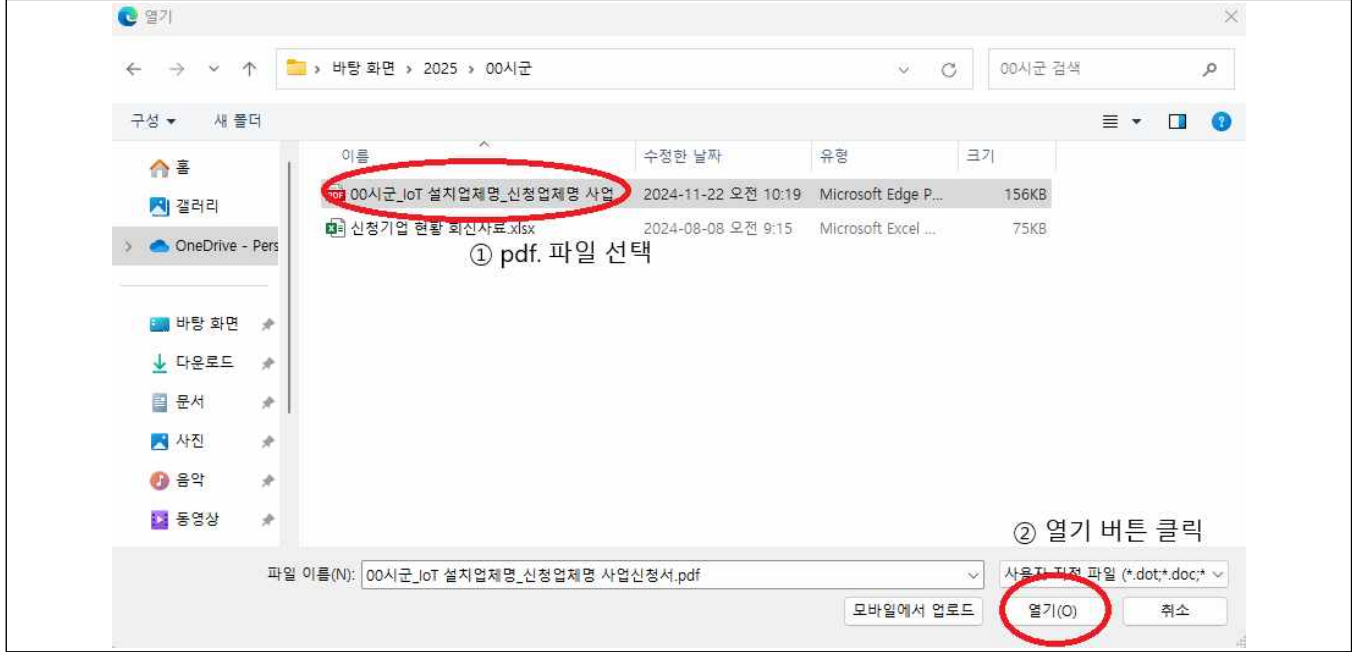 열기
바탕 화면 › 2025 › 00시군
00시군 검색
구성 새 폴더
이름 수정한 날짜 유형 크기
00시군_IoT 설치업체명_신청업체명 사업 2024-11-22 오전 10:19 Microsoft Edge P... 156KB
신청기업 현황 회신자료.xlsx 2024-08-08 오전 9:15 Microsoft Excel ... 75KB
① pdf. 파일 선택
홈
갤러리
OneDrive - Pers
바탕 화면
다운로드
문서
사진
음악
동영상
② 열기 버튼 클릭
파일 이름(N): 00시군_IoT 설치업체명_신청업체명 사업신청서.pdf 사용자 지정 파일 (*.dot;*.doc;*
모바일에서 업로드 열기(O) 취소